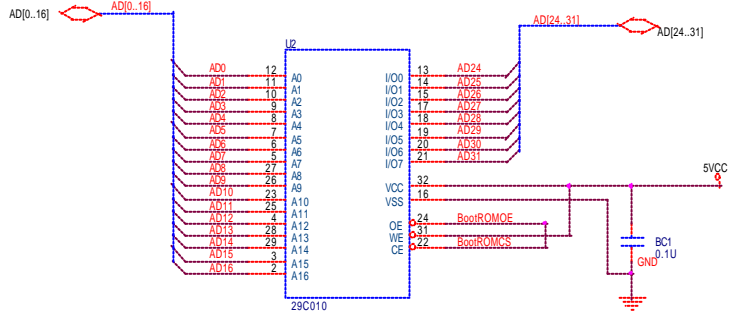 AD[0..16]
AD[0..16]
AD[24..31]
AD[24..31]
U2
AD0 12 A0 I/O0 13 AD24
AD1 11 A1 I/O1 14 AD25
AD2 10 A2 I/O2 15 AD26
AD3 9 A3 I/O3 17 AD27
AD4 8 A4 I/O4 18 AD28
AD5 7 A5 I/O5 19 AD29
AD6 6 A6 I/O6 20 AD30
AD7 5 A7 I/O7 21 AD31
AD8 27 A8
AD9 26 A9 VCC 32
5VCC
AD10 23 A10 VSS 16
AD11 25 A11
AD12 4 A12 OE 24 BootROMOE
AD13 28 A13 WE 31
AD14 29 A14 CE 22 BootROMCS
AD15 3 A15
AD16 2 A16
BC1
0.1U
GND
29C010